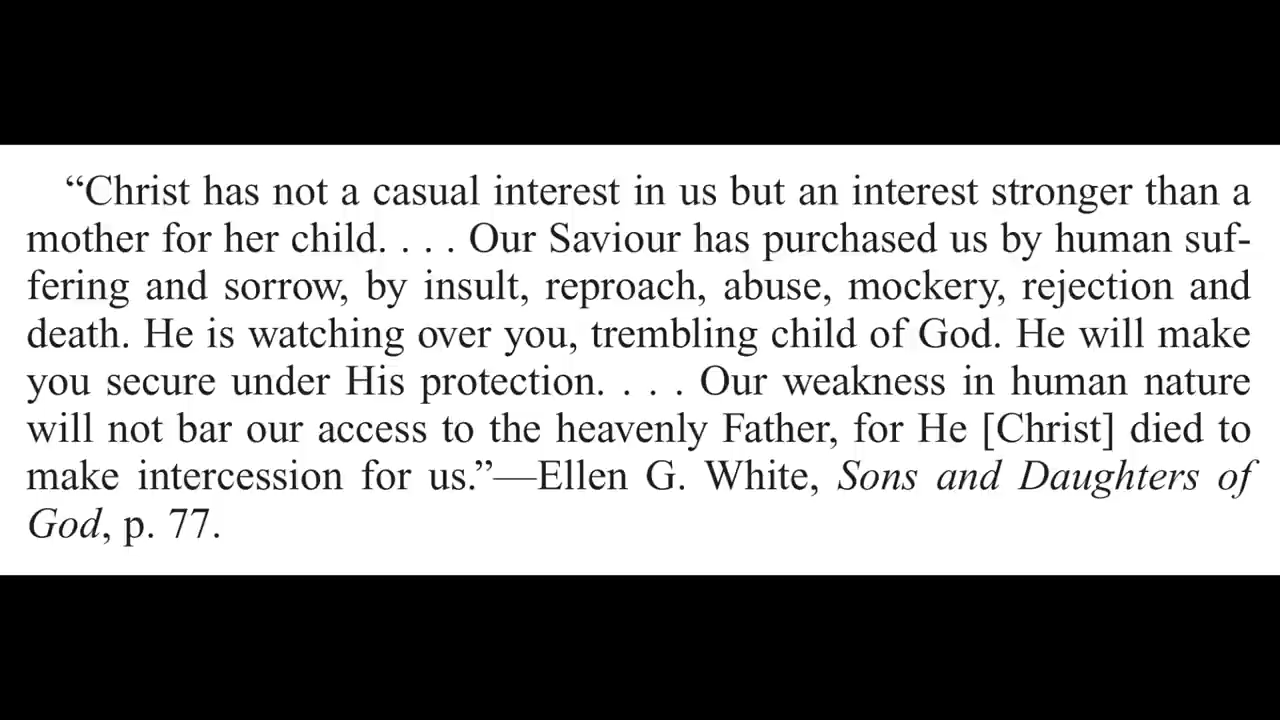 “Christ has not a casual interest in us but an interest stronger than a
mother for her child. . . . Our Saviour has purchased us by human suf-
fering and sorrow, by insult, reproach, abuse, mockery, rejection and
death. He is watching over you, trembling child of God. He will make
you secure under His protection. . . . Our weakness in human nature
will not bar our access to the heavenly Father, for He [Christ] died to
make intercession for us.”—Ellen G. White, Sons and Daughters of
God, p. 77.